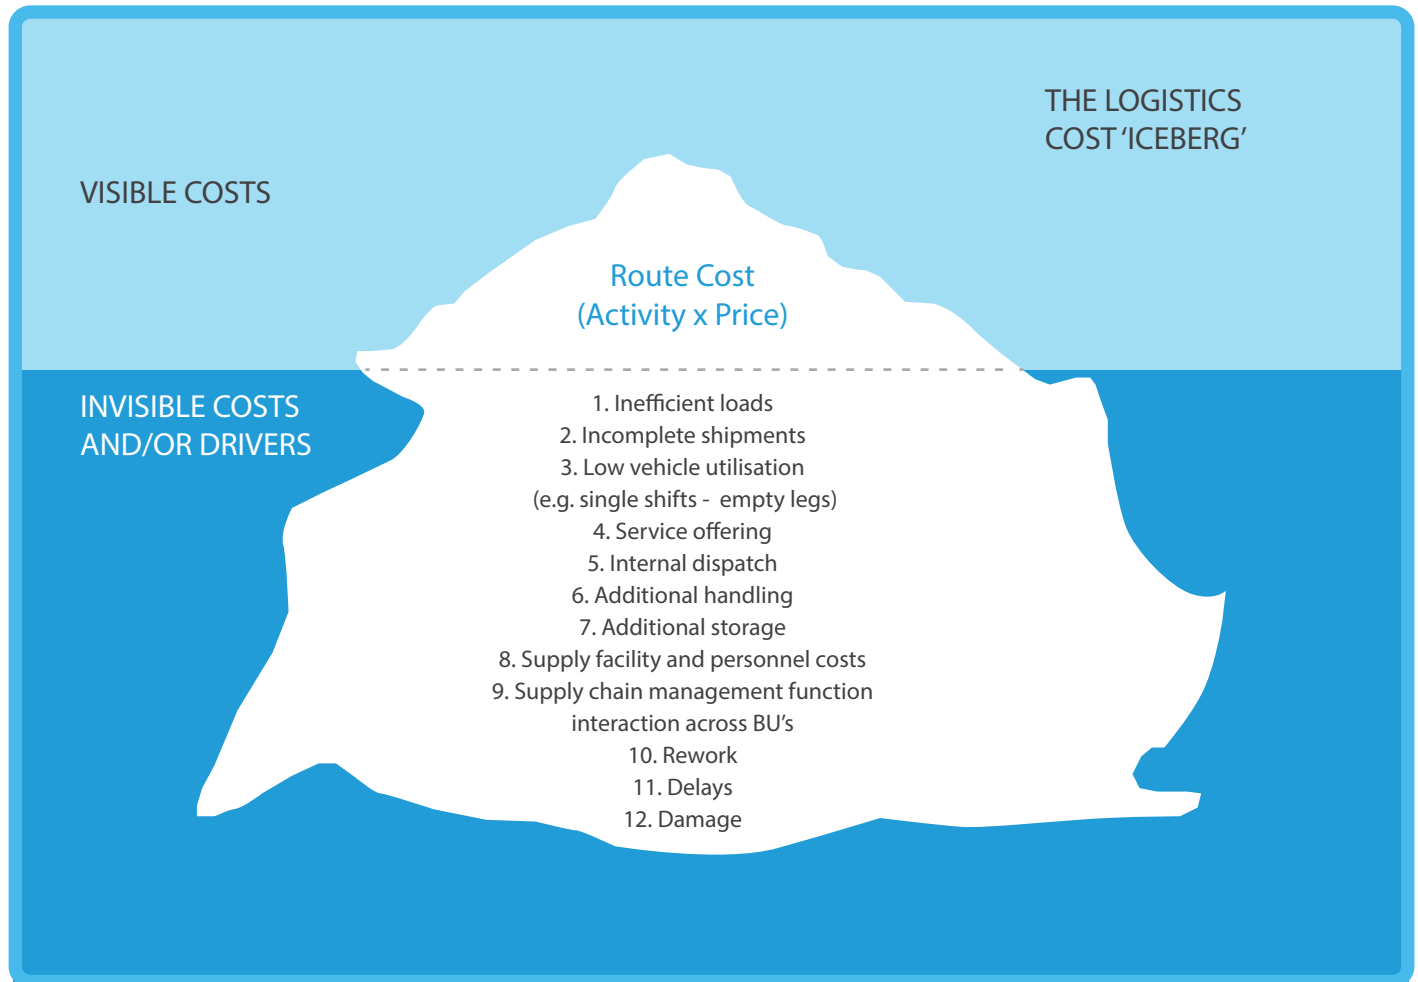 THE LOGISTICS
COST ‘ICEBERG’
VISIBLE COSTS
Route Cost
(Activity x Price)
INVISIBLE COSTS
AND/OR DRIVERS
1. Inefficient loads
2. Incomplete shipments
3. Low vehicle utilisation
(e.g. single shifts - empty legs)
4. Service offering
5. Internal dispatch
6. Additional handling
7. Additional storage
8. Supply facility and personnel costs
9. Supply chain management function
interaction across BU’s
10. Rework
11. Delays
12. Damage